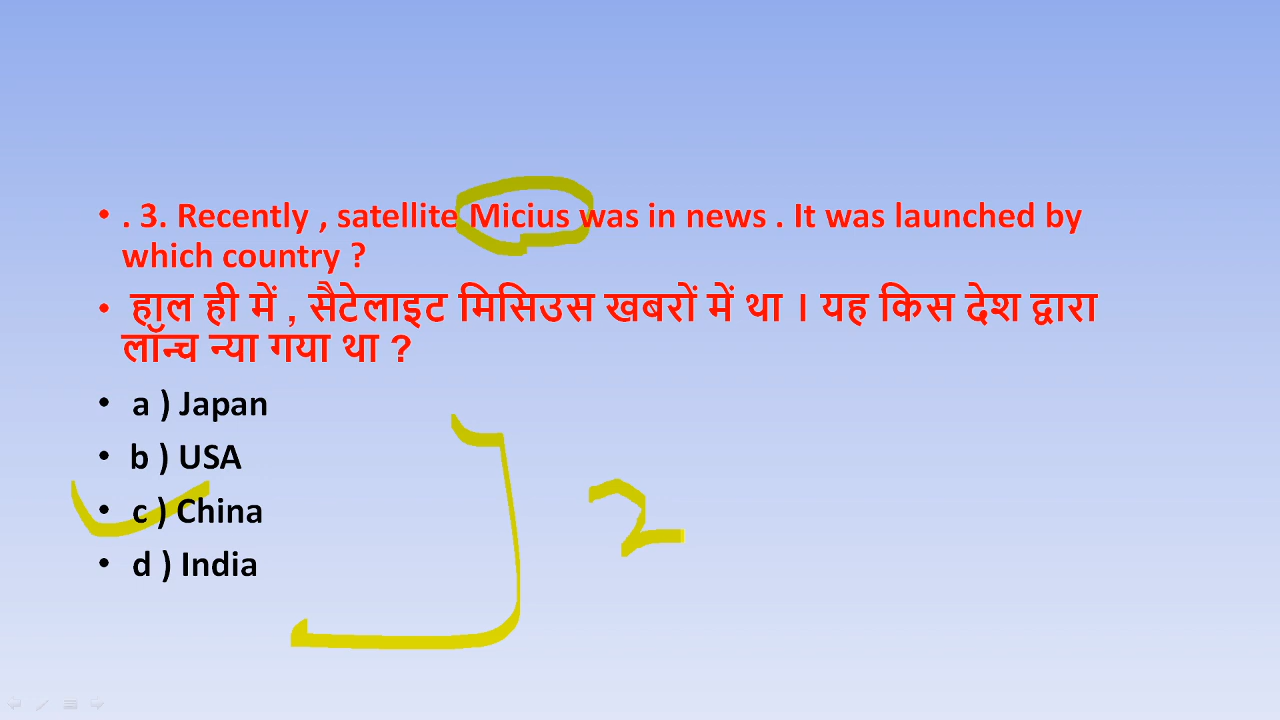 • . 3. Recently , satellite Micius was in news . It was launched by
which country ?
• हाल ही में , सैटेलाइट मिसिउस खबरों में था । यह किस देश द्वारा
लॉन्च न्या गया था ?
• a ) Japan
• b ) USA
• c ) China
• d ) India
2